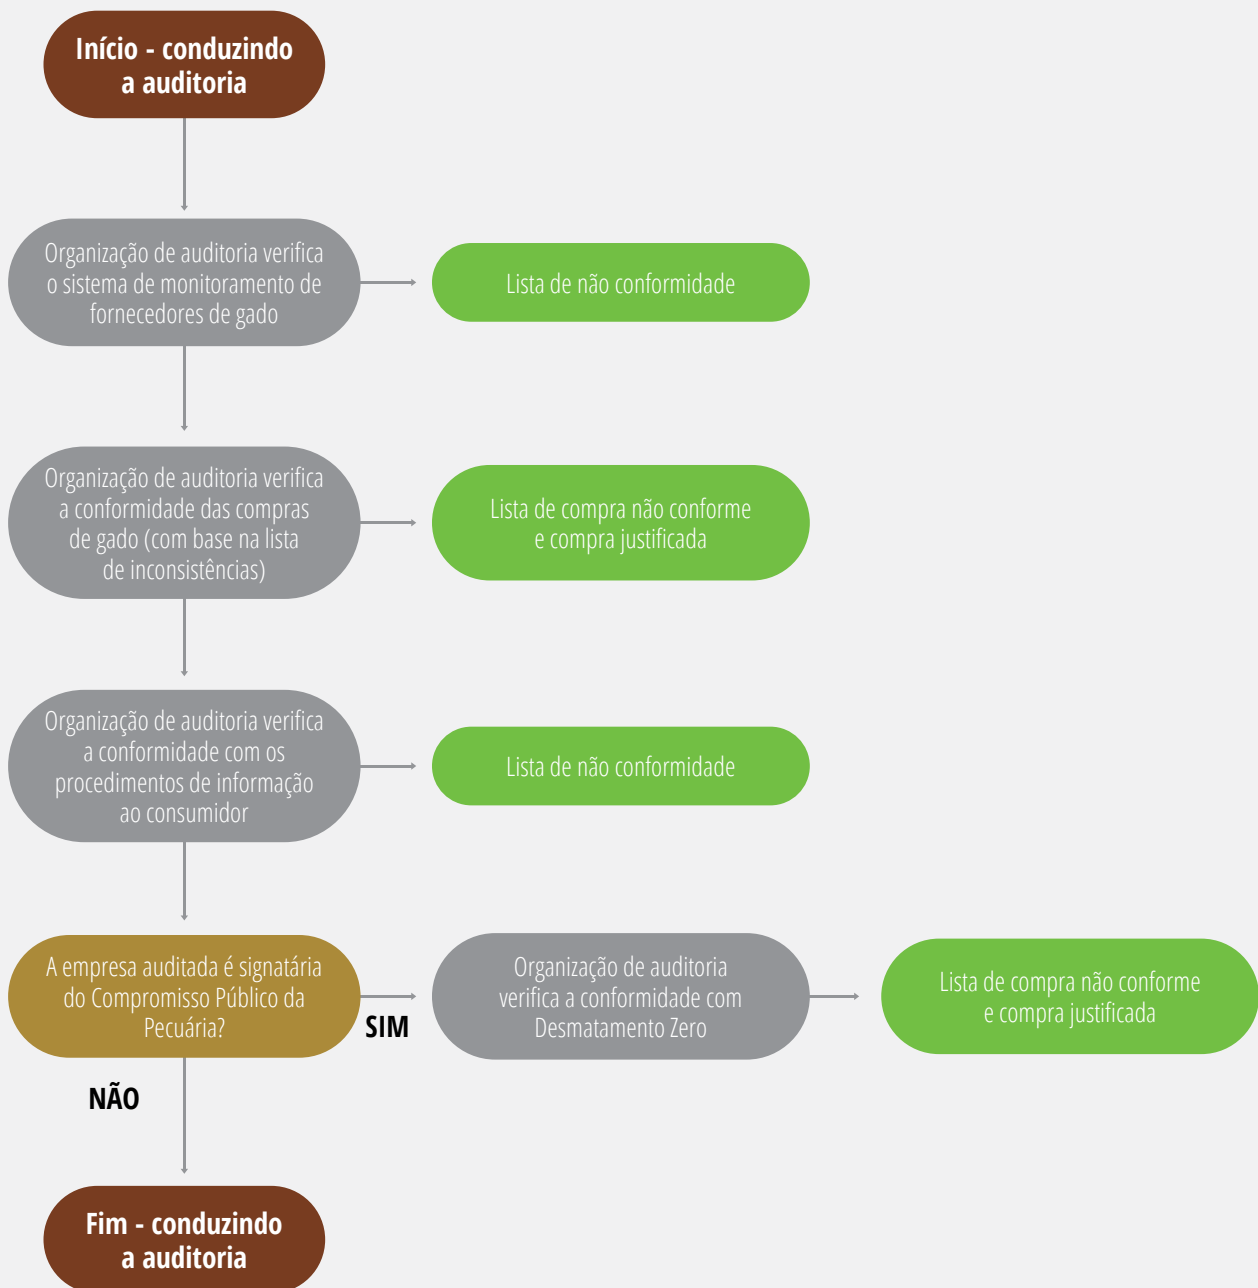 Início - conduzindo
a auditoria
Organização de auditoria verifica
o sistema de monitoramento de
fornecedores de gado
Lista de não conformidade
Organização de auditoria verifica
a conformidade das compras
de gado (com base na lista
de inconsistências)
Lista de compra não conforme
e compra justificada
Organização de auditoria verifica
a conformidade com os
procedimentos de informação
ao consumidor
Lista de não conformidade
A empresa auditada é signatária
do Compromisso Público da
Pecuária?
SIM
Organização de auditoria
verifica a conformidade com
Desmatamento Zero
Lista de compra não conforme
e compra justificada
NÃO
Fim - conduzindo
a auditoria